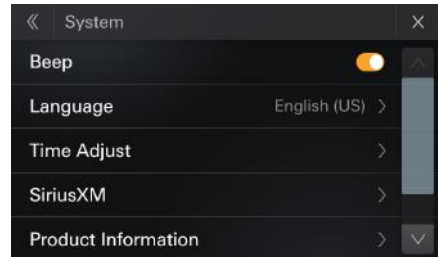 System
Beep
Language English (US)
Time Adjust
SiriusXM
Product Information